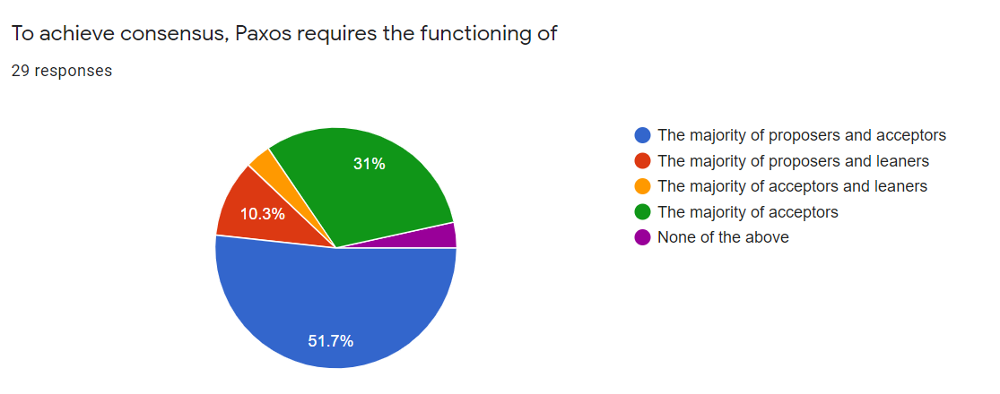 To achieve consensus, Paxos requires the functioning of
29 responses
31%
10.3%
51.7%
The majority of proposers and acceptors
The majority of proposers and leaners
The majority of acceptors and leaners
The majority of acceptors
None of the above